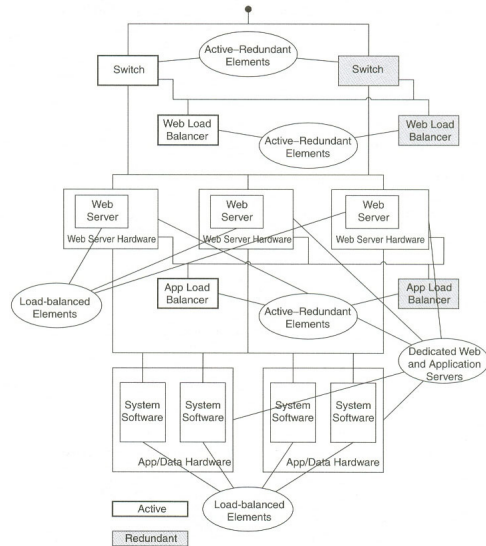 Active–Redundant
Elements
Switch
Switch
Web Load
Balancer
Active–Redundant
Elements
Web Load
Balancer
Web
Server
Web Server Hardware
Web
Server
Web Server Hardware
Web
Server
Web Server Hardware
Load-balanced
Elements
App Load
Balancer
Active–Redundant
Elements
App Load
Balancer
Dedicated Web
and Application
Servers
System
Software
System
Software
App/Data Hardware
System
Software
System
Software
App/Data Hardware
Load-balanced
Elements
Active
Redundant